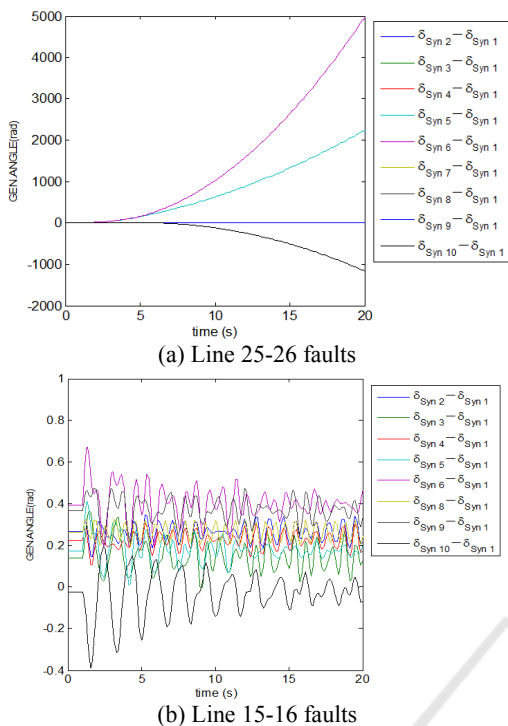 5000
4000
3000
2000
1000
0
-1000
-2000
GEN.ANGLE(rad)
0 5 10 15 20
time (s)
δSyn 2 — δSyn 1
δSyn 3 — δSyn 1
δSyn 4 — δSyn 1
δSyn 5 — δSyn 1
δSyn 6 — δSyn 1
δSyn 7 — δSyn 1
δSyn 8 — δSyn 1
δSyn 9 — δSyn 1
δSyn 10 — δSyn 1
(a) Line 25-26 faults
1
0.8
0.6
0.4
0.2
0
-0.2
-0.4
GEN.ANGLE(rad)
0 5 10 15 20
time (s)
δSyn 2 — δSyn 1
δSyn 3 — δSyn 1
δSyn 4 — δSyn 1
δSyn 5 — δSyn 1
δSyn 6 — δSyn 1
δSyn 8 — δSyn 1
δSyn 9 — δSyn 1
δSyn 10 — δSyn 1
(b) Line 15-16 faults